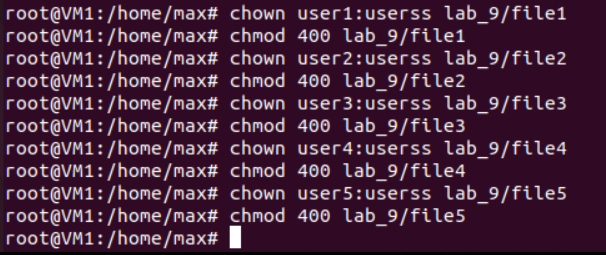 root@VM1:/home/max# chown user1:userss lab_9/file1
root@VM1:/home/max# chmod 400 lab_9/file1
root@VM1:/home/max# chown user2:userss lab_9/file2
root@VM1:/home/max# chmod 400 lab_9/file2
root@VM1:/home/max# chown user3:userss lab_9/file3
root@VM1:/home/max# chmod 400 lab_9/file3
root@VM1:/home/max# chown user4:userss lab_9/file4
root@VM1:/home/max# chmod 400 lab_9/file4
root@VM1:/home/max# chown user5:userss lab_9/file5
root@VM1:/home/max# chmod 400 lab_9/file5
root@VM1:/home/max#